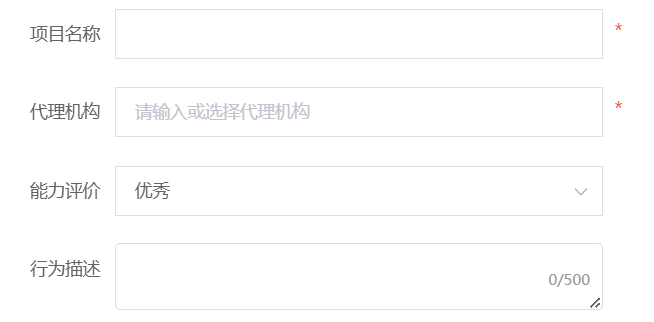 项目名称 *
代理机构 请输入或选择代理机构 *
能力评价 优秀
行为描述
0/500